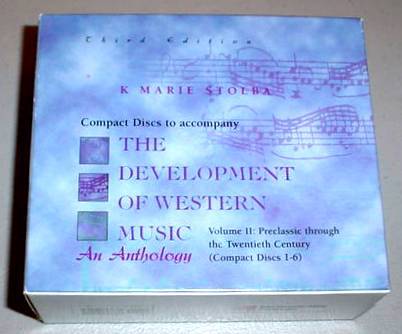 Third Edition
K MARIE STOLBA
Compact Discs to accompany
THE
DEVELOPMENT
OF WESTERN
MUSIC
An Anthology
Volume II: Preclassic through
the Twentieth Century
(Compact Discs 1-6)